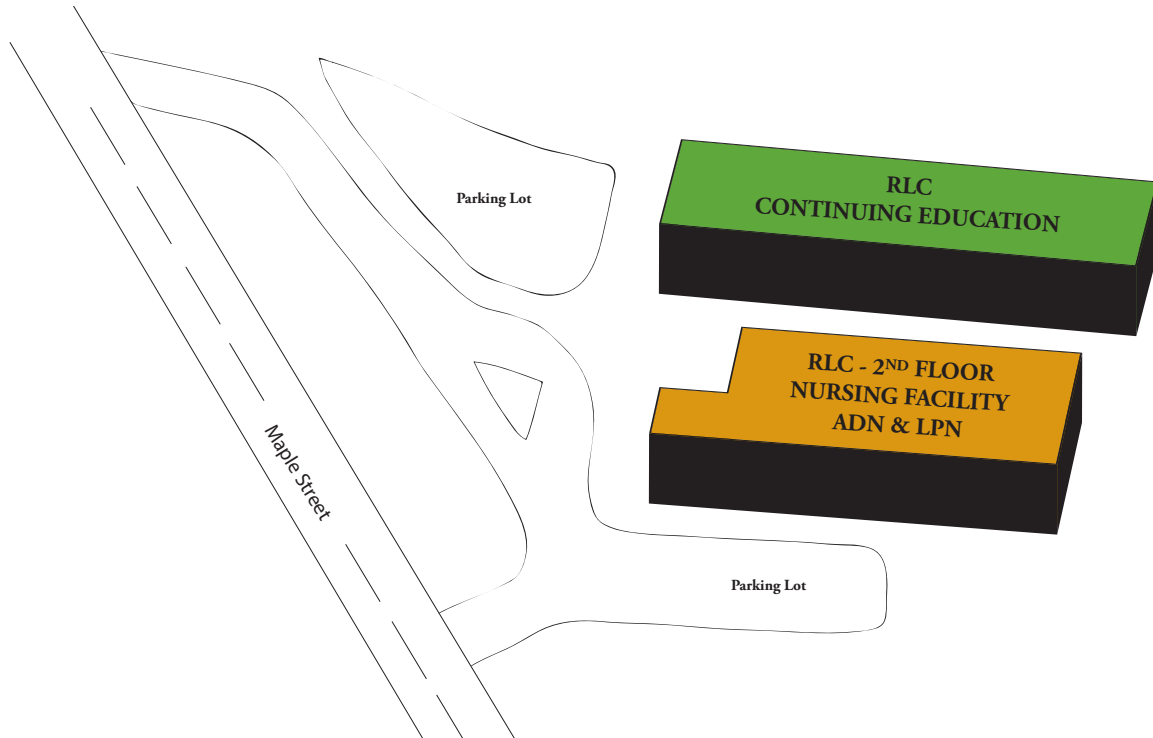 Parking Lot
RLC
CONTINUING EDUCATION
RLC - 2ND FLOOR
NURSING FACILITY
ADN & LPN
Maple Street
Parking Lot